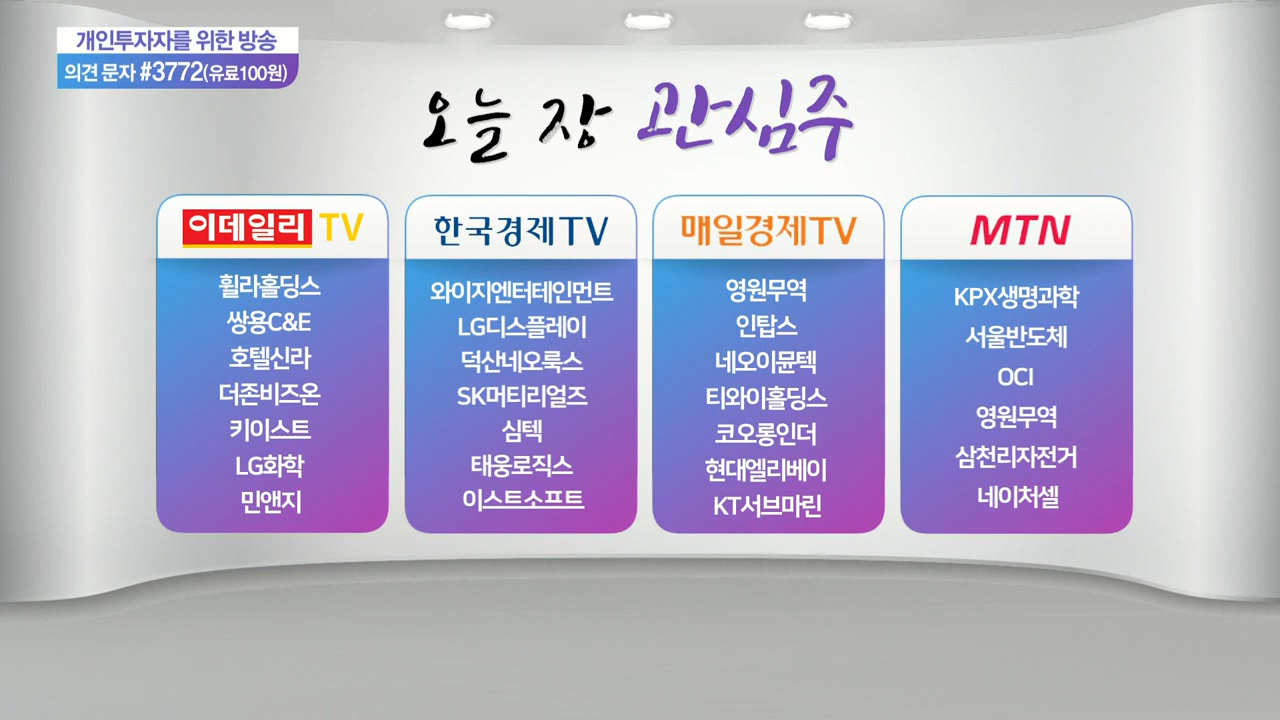 개인투자자를 위한 방송
의견 문자 #3772(유료100원)
오늘 장 관심주
이데일리 TV
휠라홀딩스
쌍용C&E
호텔신라
더존비즈온
키이스트
LG화학
민앤지
한국경제TV
와이지엔터테인먼트
LG디스플레이
덕산네오룩스
SK머티리얼즈
심텍
태웅로직스
이스트소프트
매일경제TV
영원무역
인탑스
네오이뮨텍
티와이홀딩스
코오롱인더
현대엘리베이
KT서브마린
MTN
KPX생명과학
서울반도체
OCI
영원무역
삼천리자전거
네이처셀